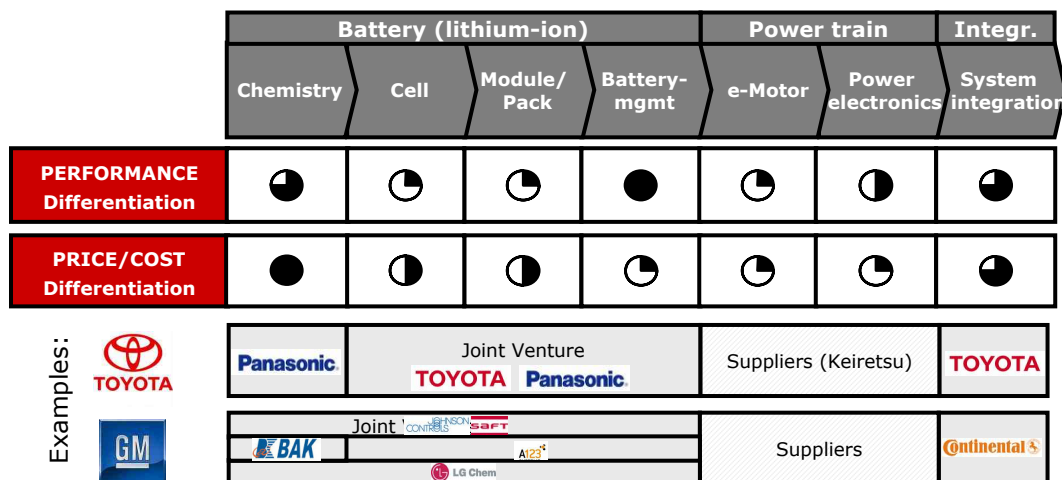 Battery (lithium-ion)
Power train
Integr.
Chemistry
Cell
Module/
Pack
Battery-
mgmt
e-Motor
Power
electronics
System
integration
PERFORMANCE
Differentiation
PRICE/COST
Differentiation
Examples:
TOYOTA
Panasonic
Joint Venture
TOYOTA Panasonic
Suppliers (Keiretsu)
TOYOTA
GM
Joint
JOHNSON
CONTROLS
SAFT
BAK
A123
LG Chem
Suppliers
Continental